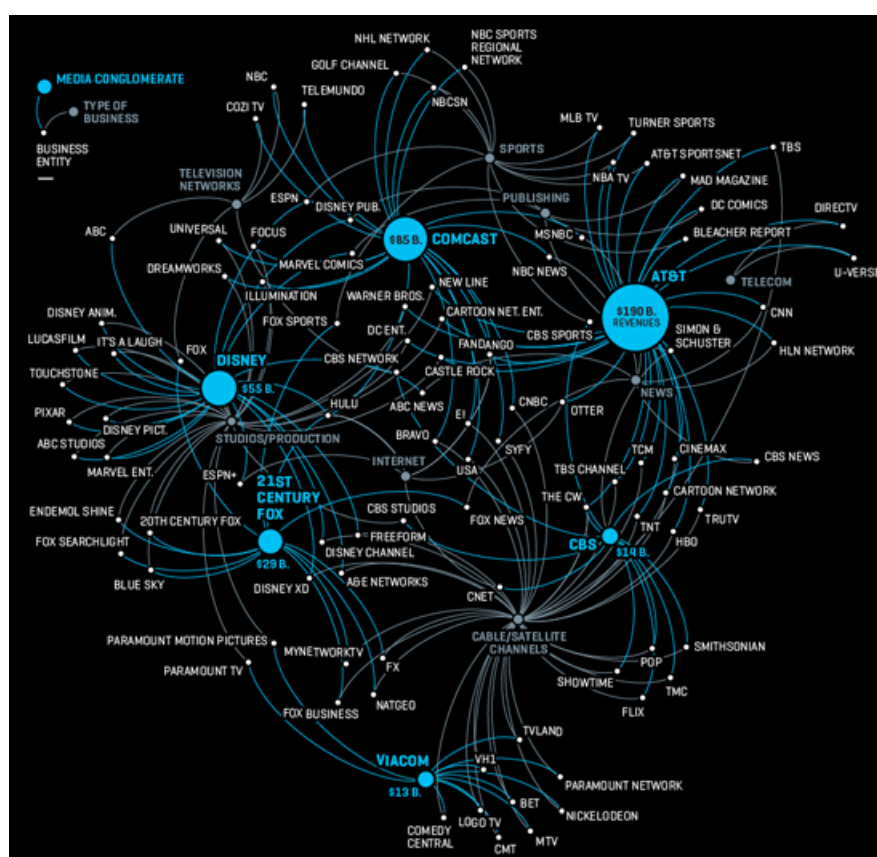 MEDIA CONGLOMERATE
TYPE OF
BUSINESS
BUSINESS
ENTITY
NHL NETWORK
NBC SPORTS
REGIONAL
NETWORK
GOLF CHANNEL
NBC
TELEMUNDO
COZI TV
NBCSN
MLB TV
TURNER SPORTS
TBS
SPORTS
AT&T SPORTSNET
NBA TV
MAD MAGAZINE
TELEVISION
NETWORKS
ESPN
DISNEY PUB.
PUBLISHING
DC COMICS
DIRECTV
ABC
UNIVERSAL
FOCUS
$85 B.
COMCAST
MSNBC
BLEACHER REPORT
U-VERSE
DREAMWORKS
MARVEL COMICS
NBC NEWS
AT&T
TELECOM
ILLUMINATION
NEW LINE
WARNER BROS.
DISNEY ANIM.
FOX SPORTS
CARTOON NET. ENT.
$190 B.
REVENUES
CNN
LUCASFILM
IT'S A LAUGH
DC ENT.
CBS SPORTS
SIMON &
SCHUSTER
FOX
DISNEY
CBS NETWORK
FANDANGO
HLN NETWORK
TOUCHSTONE
$55 B.
CASTLE ROCK
NEWS
PIXAR
DISNEY PICT.
HULU
ABC NEWS
CNBC
OTTER
ABC STUDIOS
STUDIOS/PRODUCTION
BRAVO
E!
SYFY
MARVEL ENT.
INTERNET
USA
TCM
CINEMAX
CBS NEWS
ESPN+
21ST
CENTURY
FOX
TBS CHANNEL
CARTOON NETWORK
THE CW
ENDEMOL SHINE
20TH CENTURY FOX
CBS STUDIOS
FOX NEWS
TNT
TRUTV
FOX SEARCHLIGHT
FREEFORM
DISNEY CHANNEL
CBS
$14 B.
HBO
$29 B.
BLUE SKY
DISNEY XD
A&E NETWORKS
CNET
PARAMOUNT MOTION PICTURES
MYNETWORKTV
CABLE/SATELLITE
CHANNELS
SMITHSONIAN
PARAMOUNT TV
FX
POP
SHOWTIME
TMC
FOX BUSINESS
NATGEO
FLIX
TVLAND
VIACOM
VH1
$13 B.
PARAMOUNT NETWORK
BET
NICKELODEON
COMEDY
CENTRAL
LOGO TV
MTV
CMT